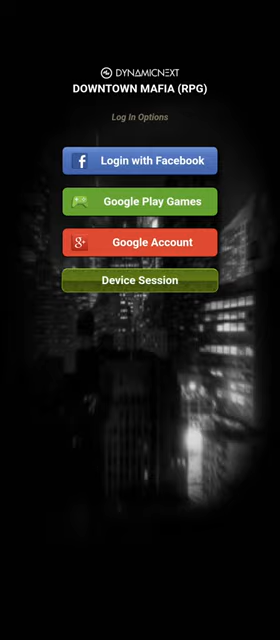 DYNAMICNEXT
DOWNTOWN MAFIA (RPG)
Log In Options
f Login with Facebook
Google Play Games
g+ Google Account
Device Session